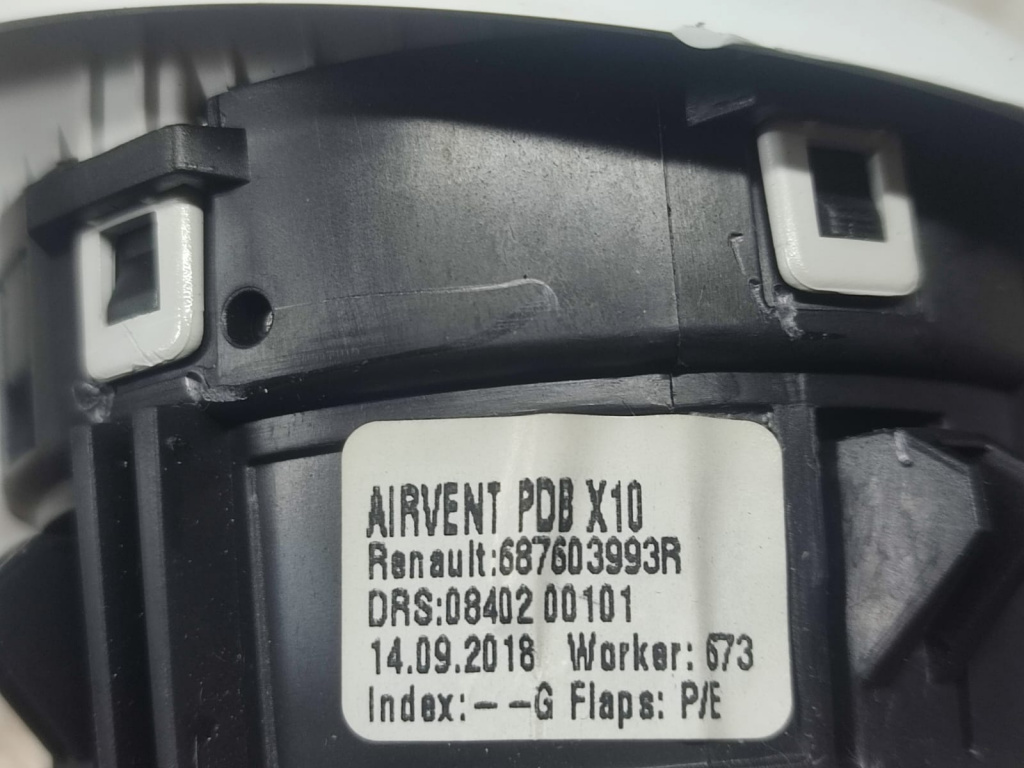 AIRVENT PDB X10
Renault:687603993R
DRS:08402 00101
14.09.2018 Worker: 673
Index:--G Flaps: P/E